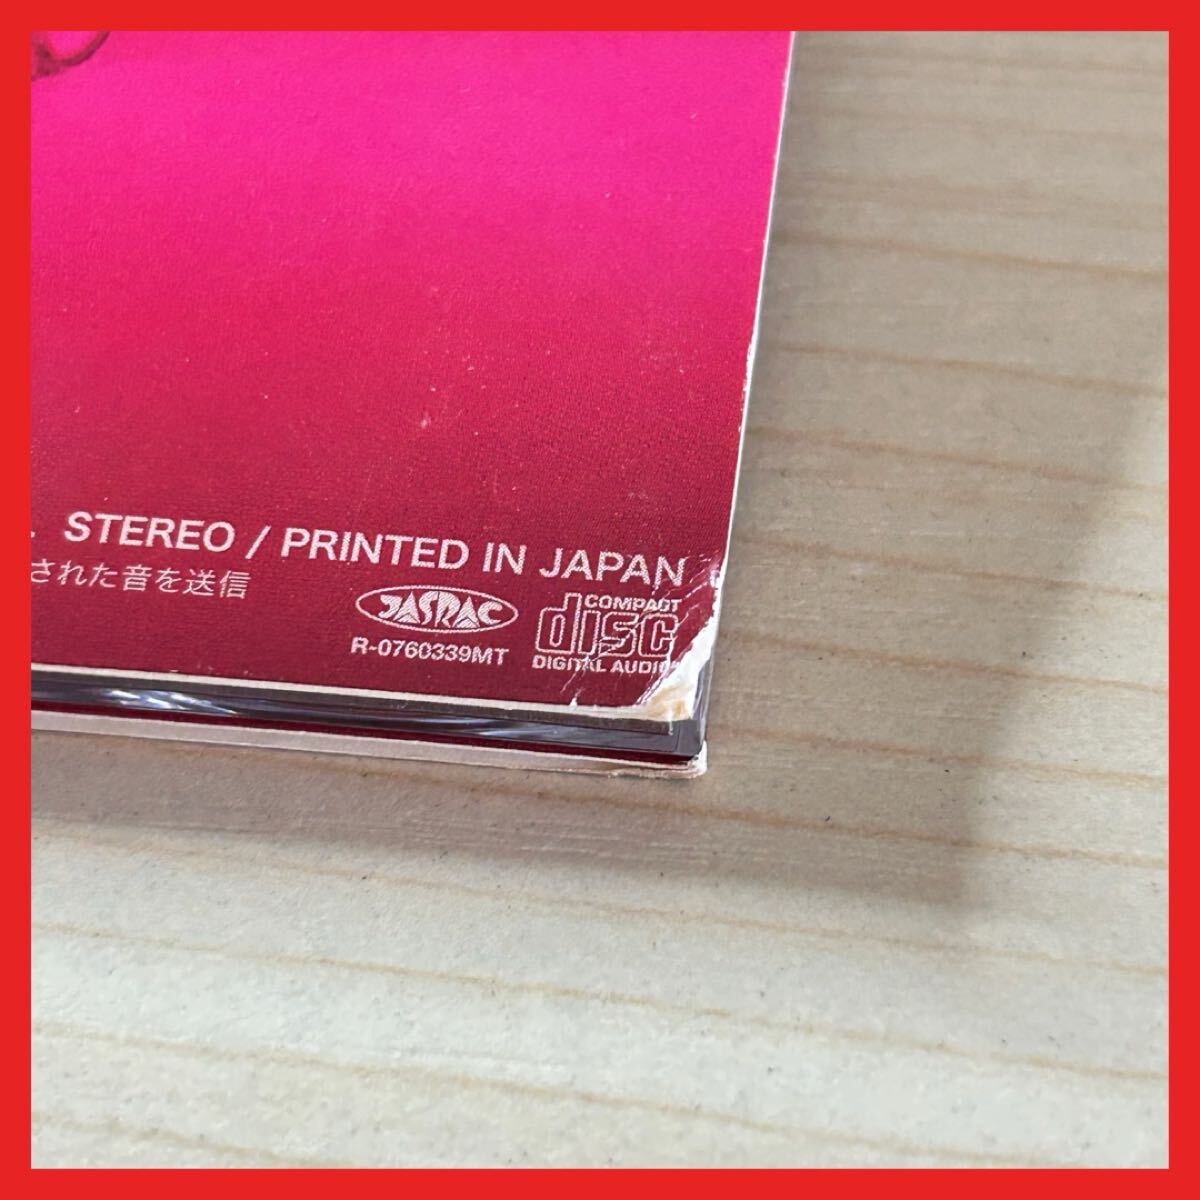 STEREO / PRINTED IN JAPAN
された音を送信
JASRAC
R-0760339MT
COMPACT
disc
DIGITAL AUDIO